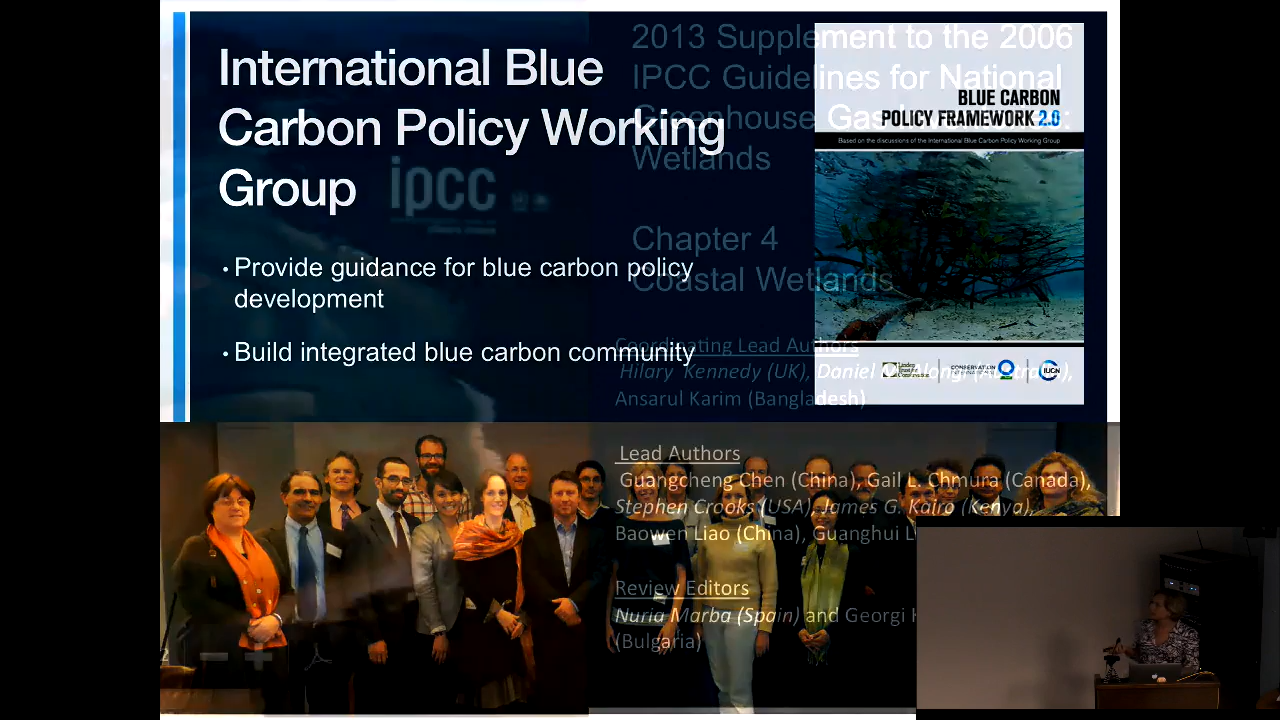 International Blue
Carbon Policy Working
Group
• Provide guidance for blue carbon policy
development
• Build integrated blue carbon community
ipcc
2013 Supplement to the 2006
IPCC Guidelines for National
Greenhouse Gas
Wetlands
Chapter 4
Coastal Wetlands
Coordinating Lead Authors
Hilary Kennedy (UK), Daniel
Ansarul Karim (Bangladesh)
Lead Authors
Guangcheng Chen (China), Gail L. Chmura (Canada),
Stephen Crooks (USA), James G. Kairo (Kenya),
Baowen Liao (China), Guanghui
Review Editors
Nuria Marba (Spain) and Georgi
(Bulgaria)
BLUE CARBON
POLICY FRAMEWORK 2.0
Based on the discussions of the International Blue Carbon Policy Working Group
CONSERVATION
INTERNATIONAL
IUCN